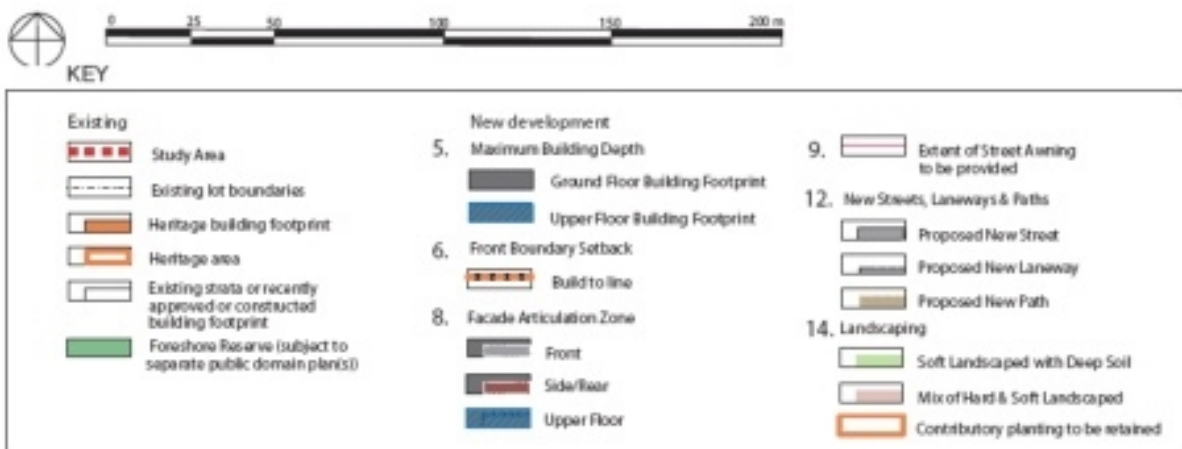 0 25 50 100 150 200 m
KEY
Existing
Study Area
Existing lot boundaries
Heritage building footprint
Heritage area
Existing strata or recently
approved or constructed
building footprint
Foreshore Reserve (subject to
separate public domain plan(s))
New development
5. Maximum Building Depth
Ground Floor Building Footprint
Upper Floor Building Footprint
6. Front Boundary Setback
Build to line
8. Facade Articulation Zone
Front
Side/Rear
Upper Floor
9. Extent of Street Awning
to be provided
12. New Streets, Laneways & Paths
Proposed New Street
Proposed New Laneway
Proposed New Path
14. Landscaping
Soft Landscaped with Deep Soil
Mix of Hard & Soft Landscaped
Contributory planting to be retained